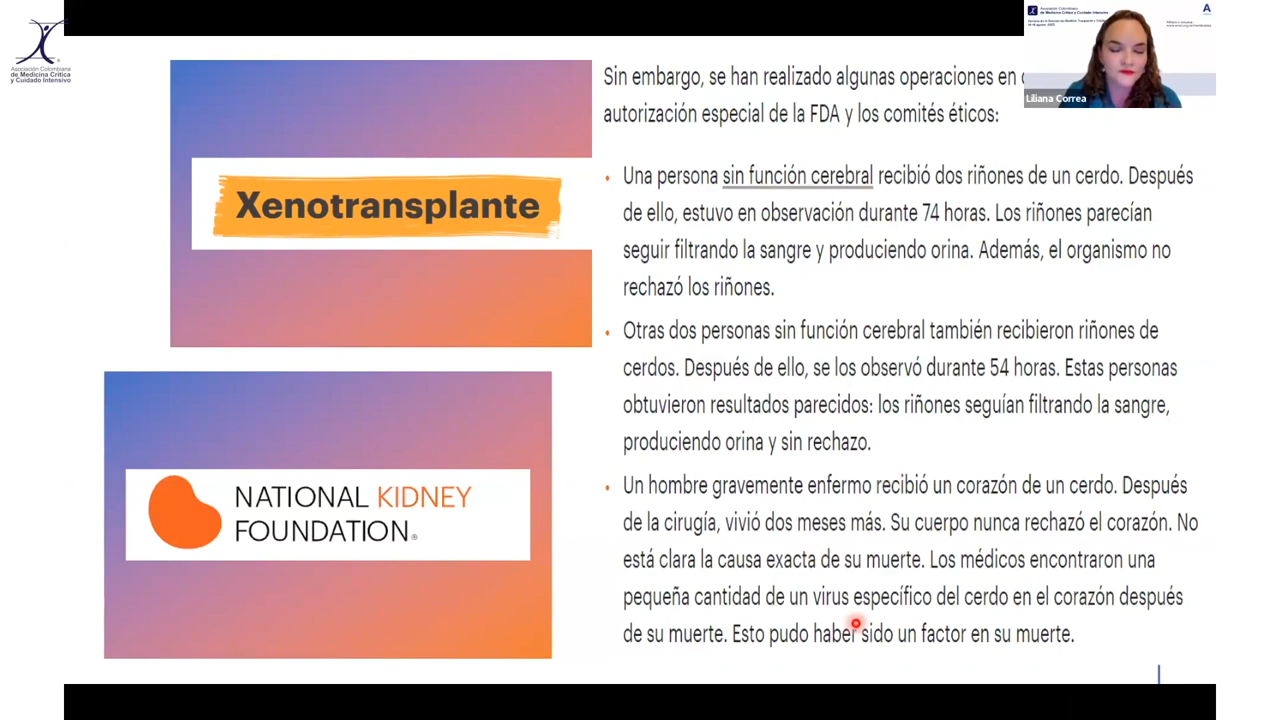 Asociación Colombiana
de Medicina Crítica
y Cuidado Intensivo
Xenotransplante
NATIONAL KIDNEY
FOUNDATION®
Sin embargo, se han realizado algunas operaciones en
autorización especial de la FDA y los comités éticos:
• Una persona sin función cerebral recibió dos riñones de un cerdo. Después
de ello, estuvo en observación durante 74 horas. Los riñones parecían
seguir filtrando la sangre y produciendo orina. Además, el organismo no
rechazó los riñones.
• Otras dos personas sin función cerebral también recibieron riñones de
cerdos. Después de ello, se los observó durante 54 horas. Estas personas
obtuvieron resultados parecidos: los riñones seguían filtrando la sangre,
produciendo orina y sin rechazo.
• Un hombre gravemente enfermo recibió un corazón de un cerdo. Después
de la cirugía, vivió dos meses más. Su cuerpo nunca rechazó el corazón. No
está clara la causa exacta de su muerte. Los médicos encontraron una
pequeña cantidad de un virus específico del cerdo en el corazón después
de su muerte. Esto pudo haber sido un factor en su muerte.
Asociación Colombiana
de Medicina Crítica y Cuidado Intensivo
Liliana Correa